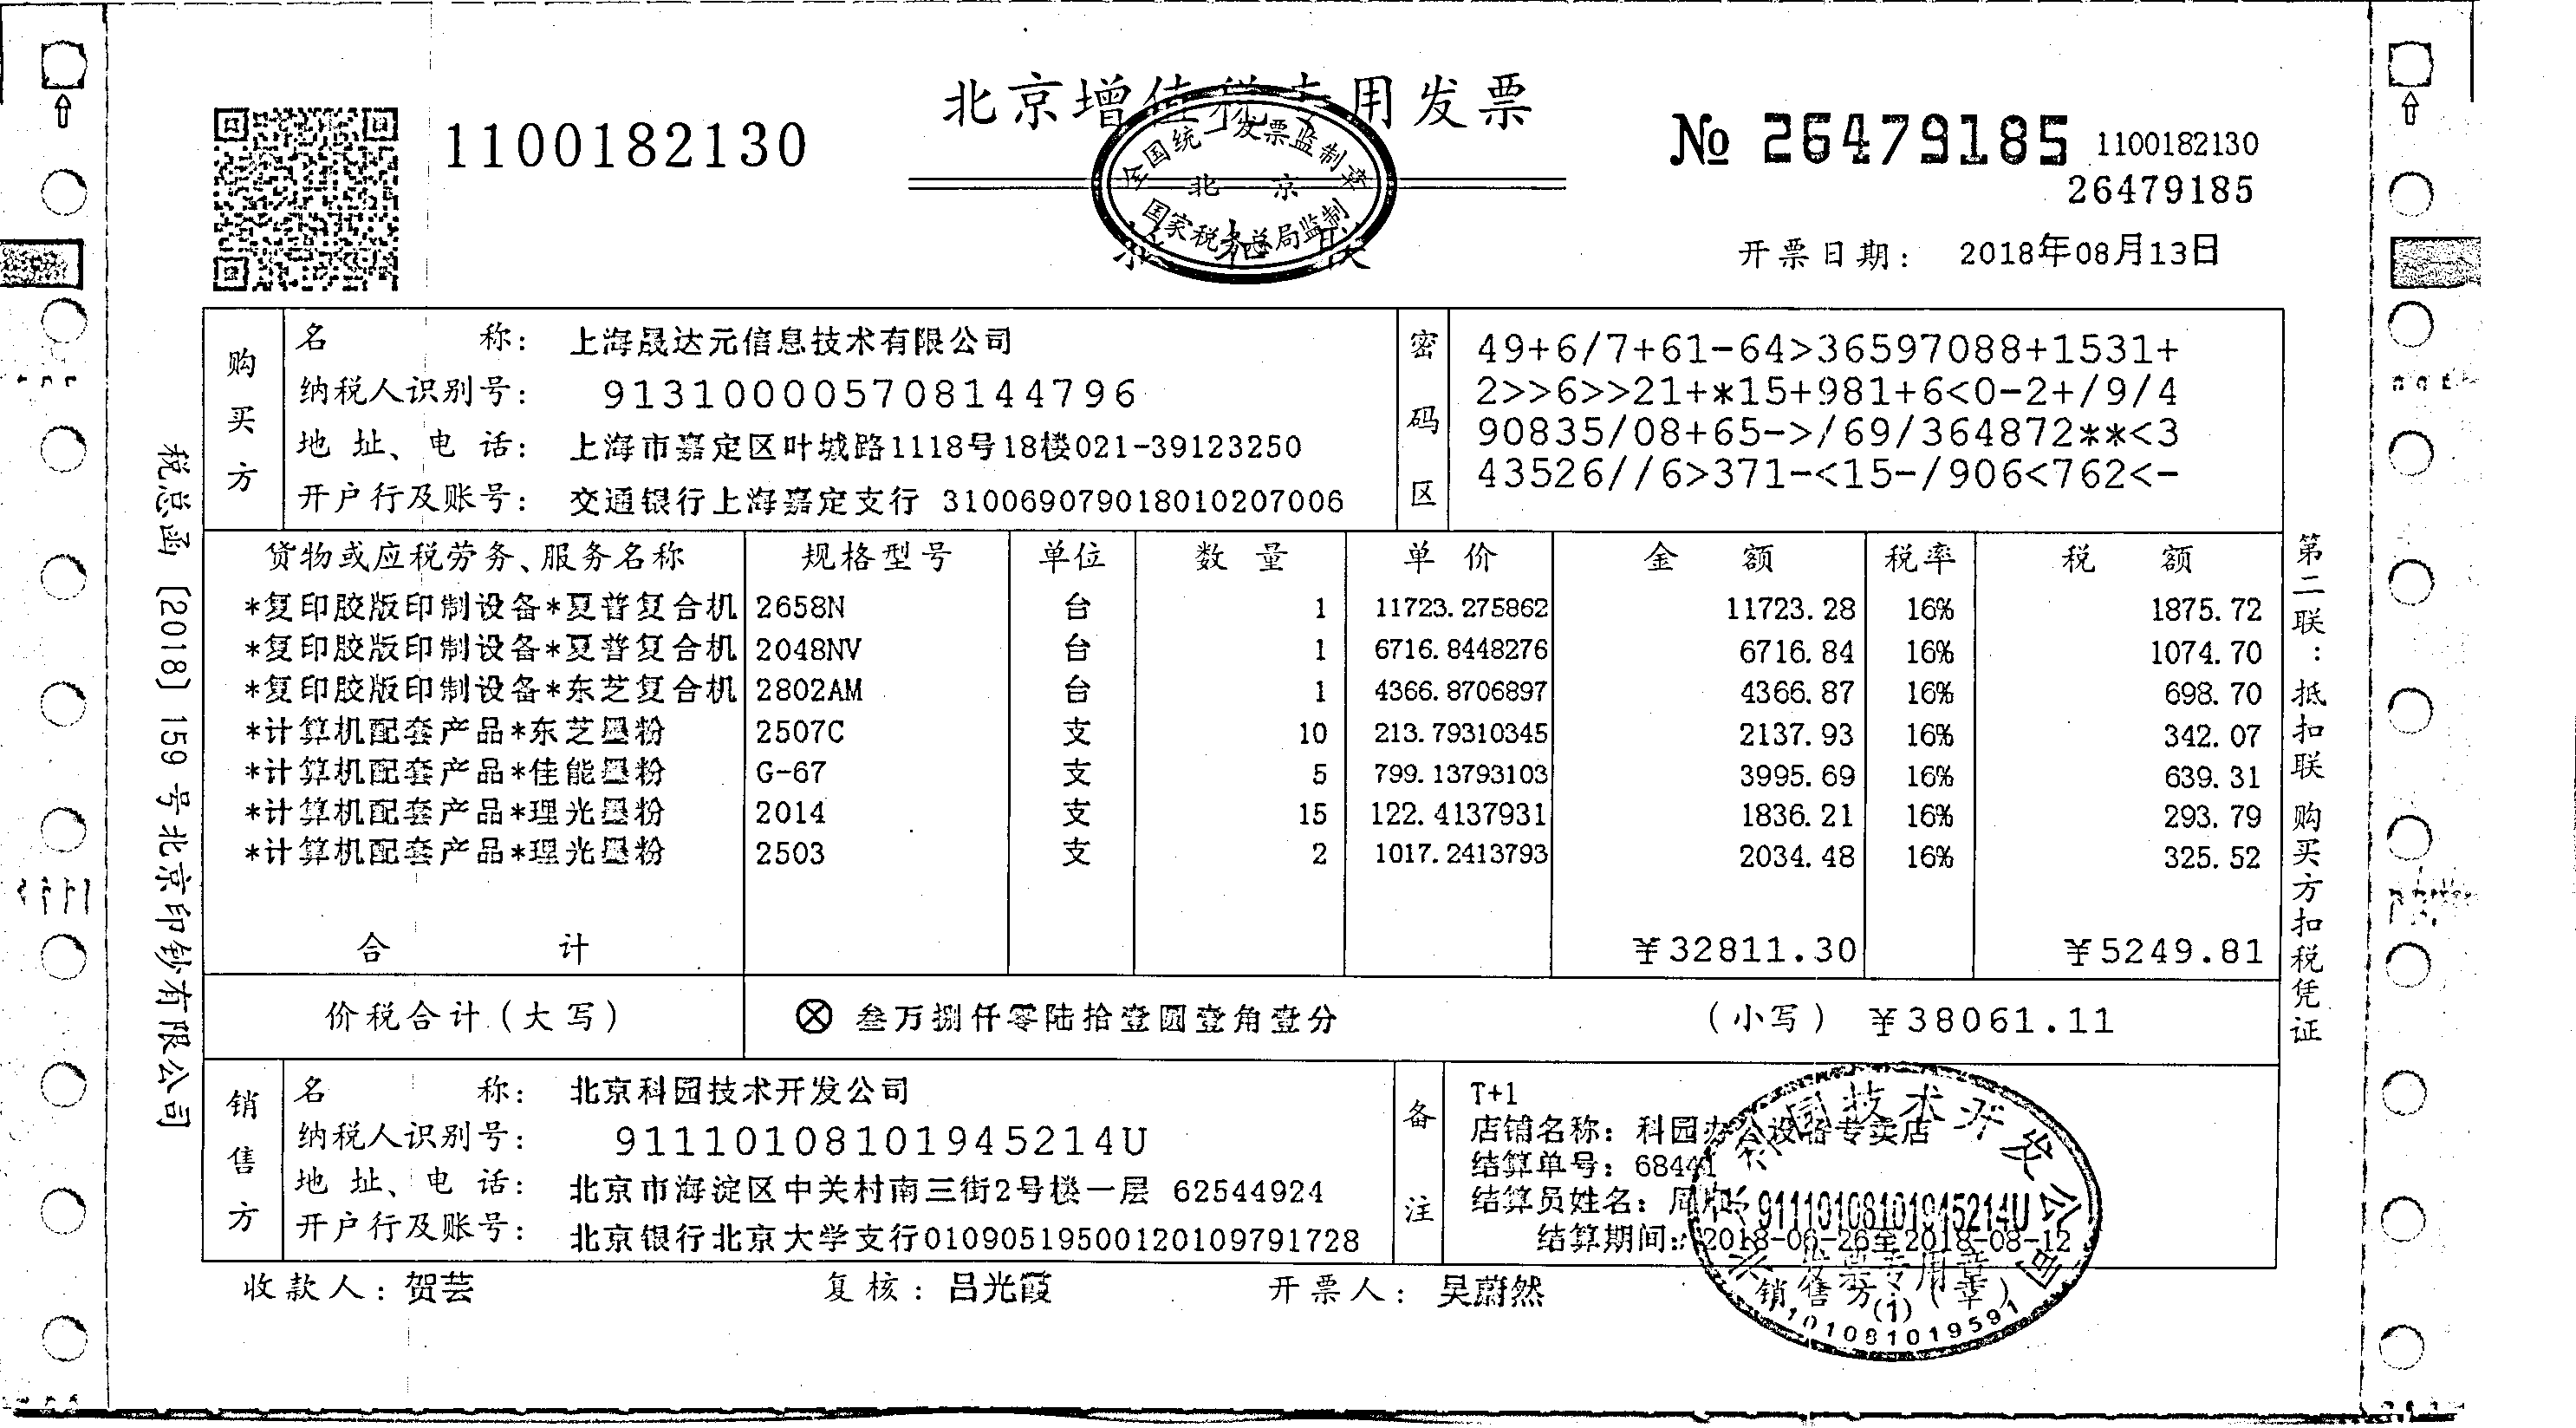 北京增值税专用发票
1100182130
№ 26479185 1100182130
26479185
全国统一发票监制章
北京
国家税务总局监制
开票日期： 2018年08月13日
购买方
名称： 上海晟达元信息技术有限公司
纳税人识别号： 913100005708144796
地址、电话： 上海市嘉定区叶城路1118号18楼021-39123250
开户行及账号： 交通银行上海嘉定支行 310069079018010207006
密码区
49+6/7+61-64>36597088+1531+
2>>6>>21+*15+981+6<0-2+/9/4
90835/08+65->/69/364872**<3
43526//6>371-<15-/906<762<-
货物或应税劳务、服务名称 规格型号 单位 数量 单价 金额 税率 税额
*复印胶版印制设备*夏普复合机 2658N 台 1 11723.275862 11723.28 16% 1875.72
*复印胶版印制设备*夏普复合机 2048NV 台 1 6716.8448276 6716.84 16% 1074.70
*复印胶版印制设备*东芝复合机 2802AM 台 1 4366.8706897 4366.87 16% 698.70
*计算机配套产品*东芝墨粉 2507C 支 10 213.79310345 2137.93 16% 342.07
*计算机配套产品*佳能墨粉 G-67 支 5 799.13793103 3995.69 16% 639.31
*计算机配套产品*理光墨粉 2014 支 15 122.4137931 1836.21 16% 293.79
*计算机配套产品*理光墨粉 2503 支 2 1017.2413793 2034.48 16% 325.52
合计 ¥32811.30 ¥5249.81
价税合计（大写） ⊗ 叁万捌仟零陆拾壹圆壹角壹分 （小写） ¥38061.11
销售方
名称： 北京科园技术开发公司
纳税人识别号： 91110108101945214U
地址、电话： 北京市海淀区中关村南三街2号楼一层 62544924
开户行及账号： 北京银行北京大学支行01090519500120109791728
备注
T+1
店铺名称：科园办公设备专卖店
结算单号：68441
结算员姓名：周
结算期间：2018-06-26至2018-08-12
北京科园技术开发公司
91110108101945214U
发票专用章
(1)
收款人：贺芸 复核：吕光霞 开票人：吴蔚然 销售方（章）
税总函［2018］159号北京印钞有限公司
第二联：抵扣联 购买方扣税凭证